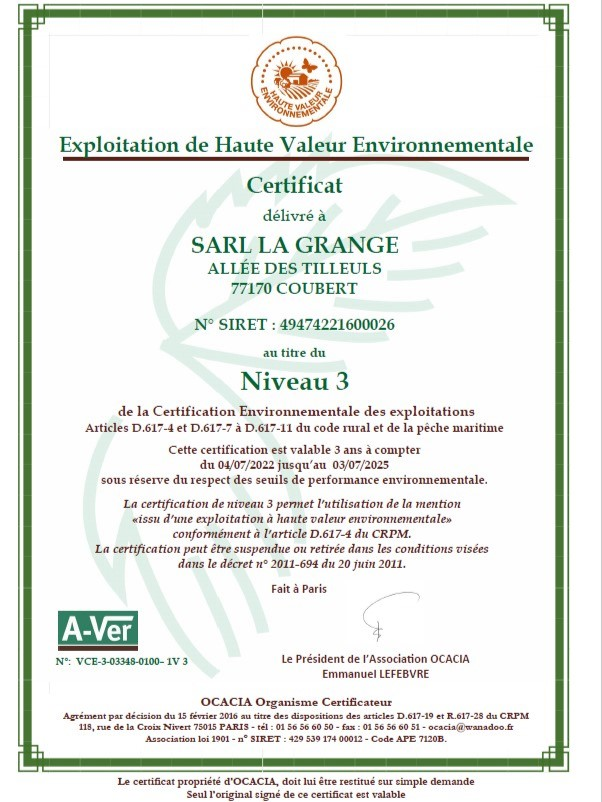 HAUTE VALEUR
ENVIRONNEMENTALE
Exploitation de Haute Valeur Environnementale
Certificat
délivré à
SARL LA GRANGE
ALLÉE DES TILLEULS
77170 COUBERT
N° SIRET : 49474221600026
au titre du
Niveau 3
de la Certification Environnementale des exploitations
Articles D.617-4 et D.617-7 à D.617-11 du code rural et de la pêche maritime
Cette certification est valable 3 ans à compter
du 04/07/2022 jusqu’au 03/07/2025
sous réserve du respect des seuils de performance environnementale.
La certification de niveau 3 permet l’utilisation de la mention
«issu d’une exploitation à haute valeur environnementale»
conformément à l’article D.617-4 du CRPM.
La certification peut être suspendue ou retirée dans les conditions visées
dans le décret n° 2011-694 du 20 juin 2011.
Fait à Paris
A-Ver
N°: VCE-3-03348-0100– 1V 3
Le Président de l’Association OCACIA
Emmanuel LEFEBVRE
OCACIA Organisme Certificateur
Agrément par décision du 15 février 2016 au titre des dispositions des articles D.617-19 et R.617-28 du CRPM
118, rue de la Croix Nivert 75015 PARIS - tél : 01 56 56 60 50 - fax : 01 56 56 60 51 - ocacia@wanadoo.fr
Association loi 1901 - n° SIRET : 429 539 174 00012 - Code APE 7120B.
Le certificat propriété d'OCACIA, doit lui être restitué sur simple demande
Seul l'original signé de ce certificat est valable